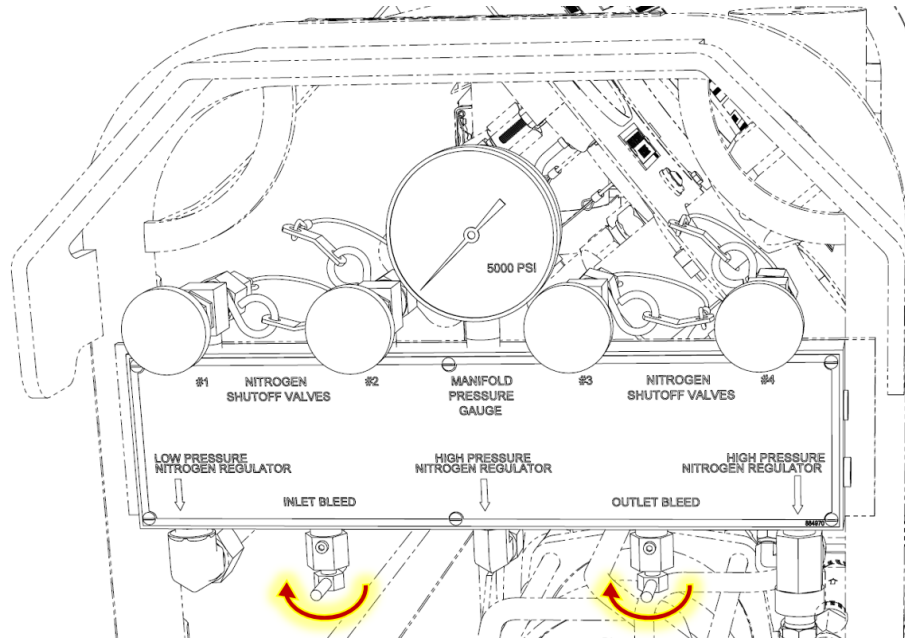 5000 PSI
#1
NITROGEN
SHUTOFF VALVES
#2
MANIFOLD
PRESSURE
GAUGE
#3
NITROGEN
SHUTOFF VALVES
#4
LOW PRESSURE
NITROGEN REGULATOR
HIGH PRESSURE
NITROGEN REGULATOR
HIGH PRESSURE
NITROGEN REGULATOR
INLET BLEED
OUTLET BLEED